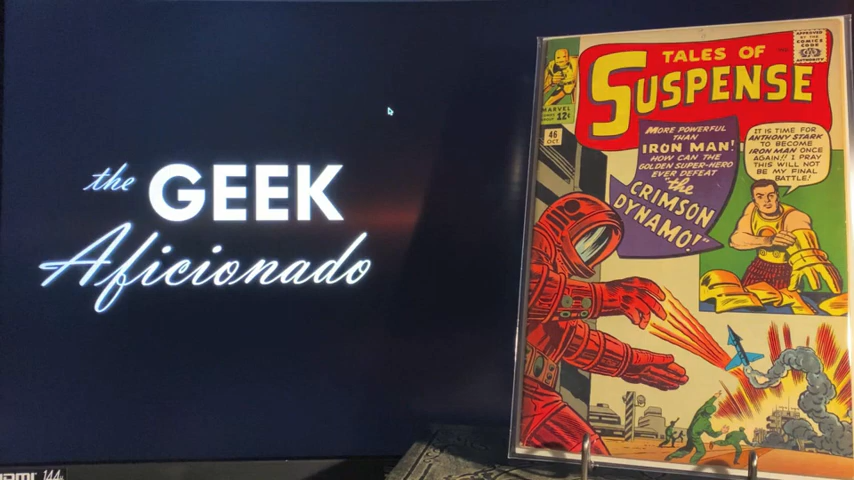 the GEEK
Aficionado
TALES OF
SUSPENSE
APPROVED
BY THE
COMICS
CODE
AUTHORITY
MARVEL
12¢
46
OCT.
MORE POWERFUL
THAN
IRON MAN!
HOW CAN THE
GOLDEN SUPER-HERO
EVER DEFEAT
"the
CRIMSON
DYNAMO!"
IT IS TIME FOR
ANTHONY STARK
TO BECOME
IRON MAN ONCE
AGAIN!! I PRAY
THIS WILL NOT
BE MY FINAL
BATTLE!
HDMI 144